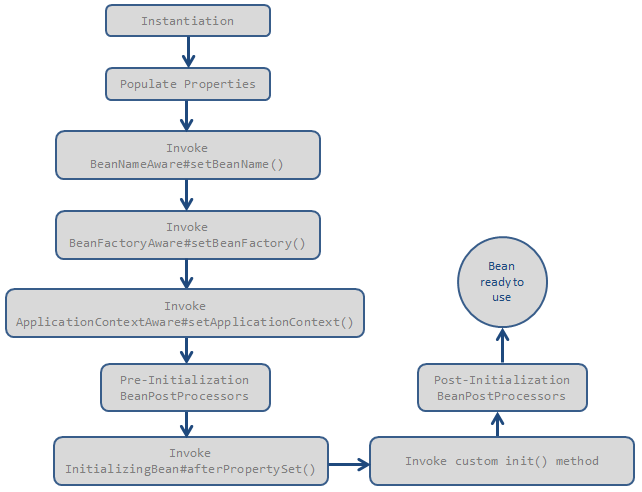 Instantiation
Populate Properties
Invoke
BeanNameAware#setBeanName()
Invoke
BeanFactoryAware#setBeanFactory()
Invoke
ApplicationContextAware#setApplicationContext()
Pre-Initialization
BeanPostProcessors
Invoke
InitializingBean#afterPropertySet()
Invoke custom init() method
Post-Initialization
BeanPostProcessors
Bean
ready to
use